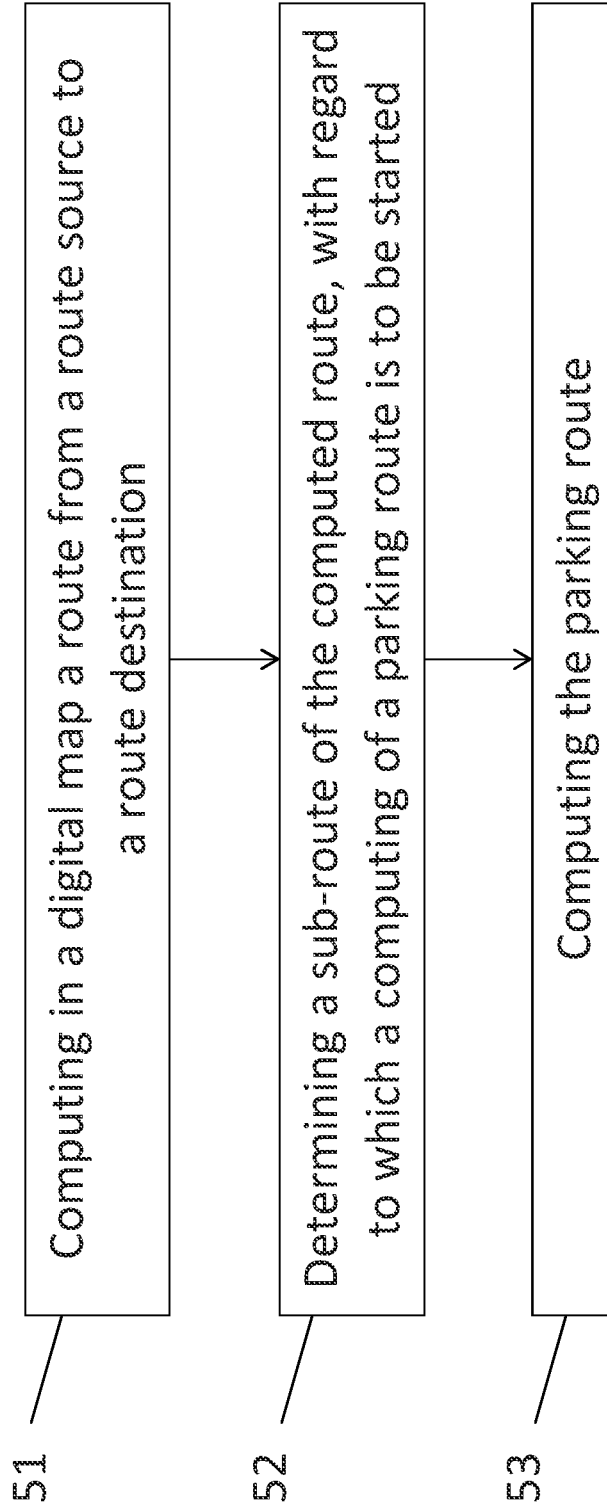 51
Computing in a digital map a route from a route source to
a route destination
52
Determining a sub-route of the computed route, with regard
to which a computing of a parking route is to be started
53
Computing the parking route